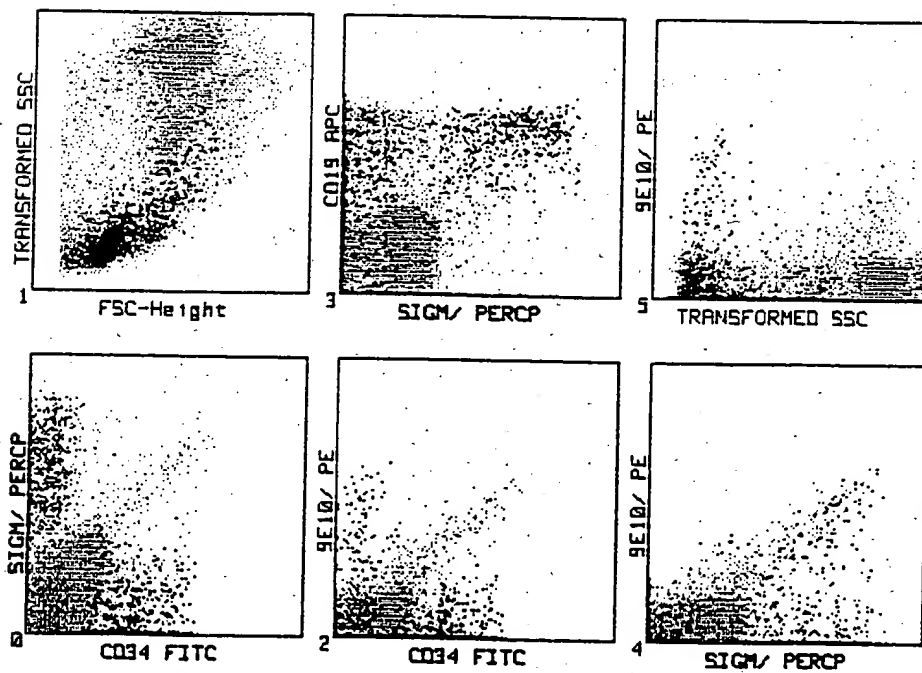 TRANSFORMED SSC
1
FSC-Height
CD19 APC
3
SIGM/ PERCP
9E10/ PE
5
TRANSFORMED SSC
SIGM/ PERCP
0
CD34 FITC
9E10/ PE
2
CD34 FITC
9E10/ PE
4
SIGM/ PERCP